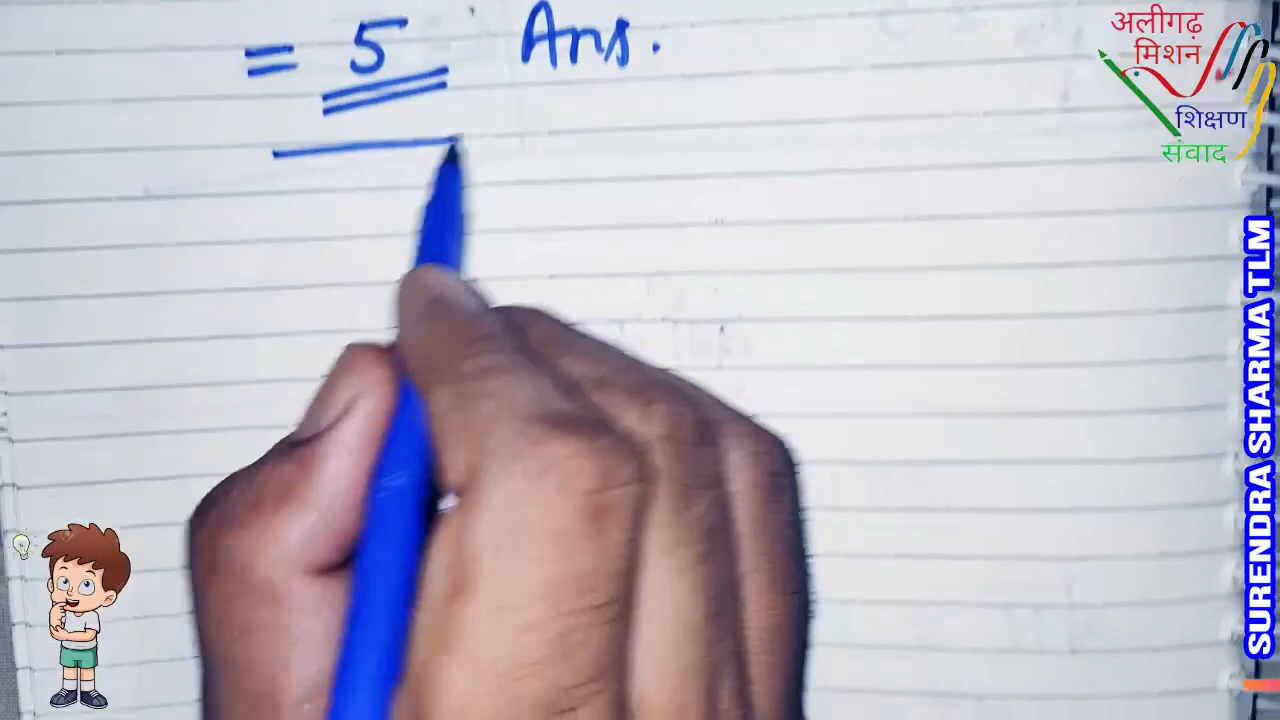 = 5 Ans.
अलीगढ़
मिशन
शिक्षण
संवाद
SURENDRA SHARMA TLM